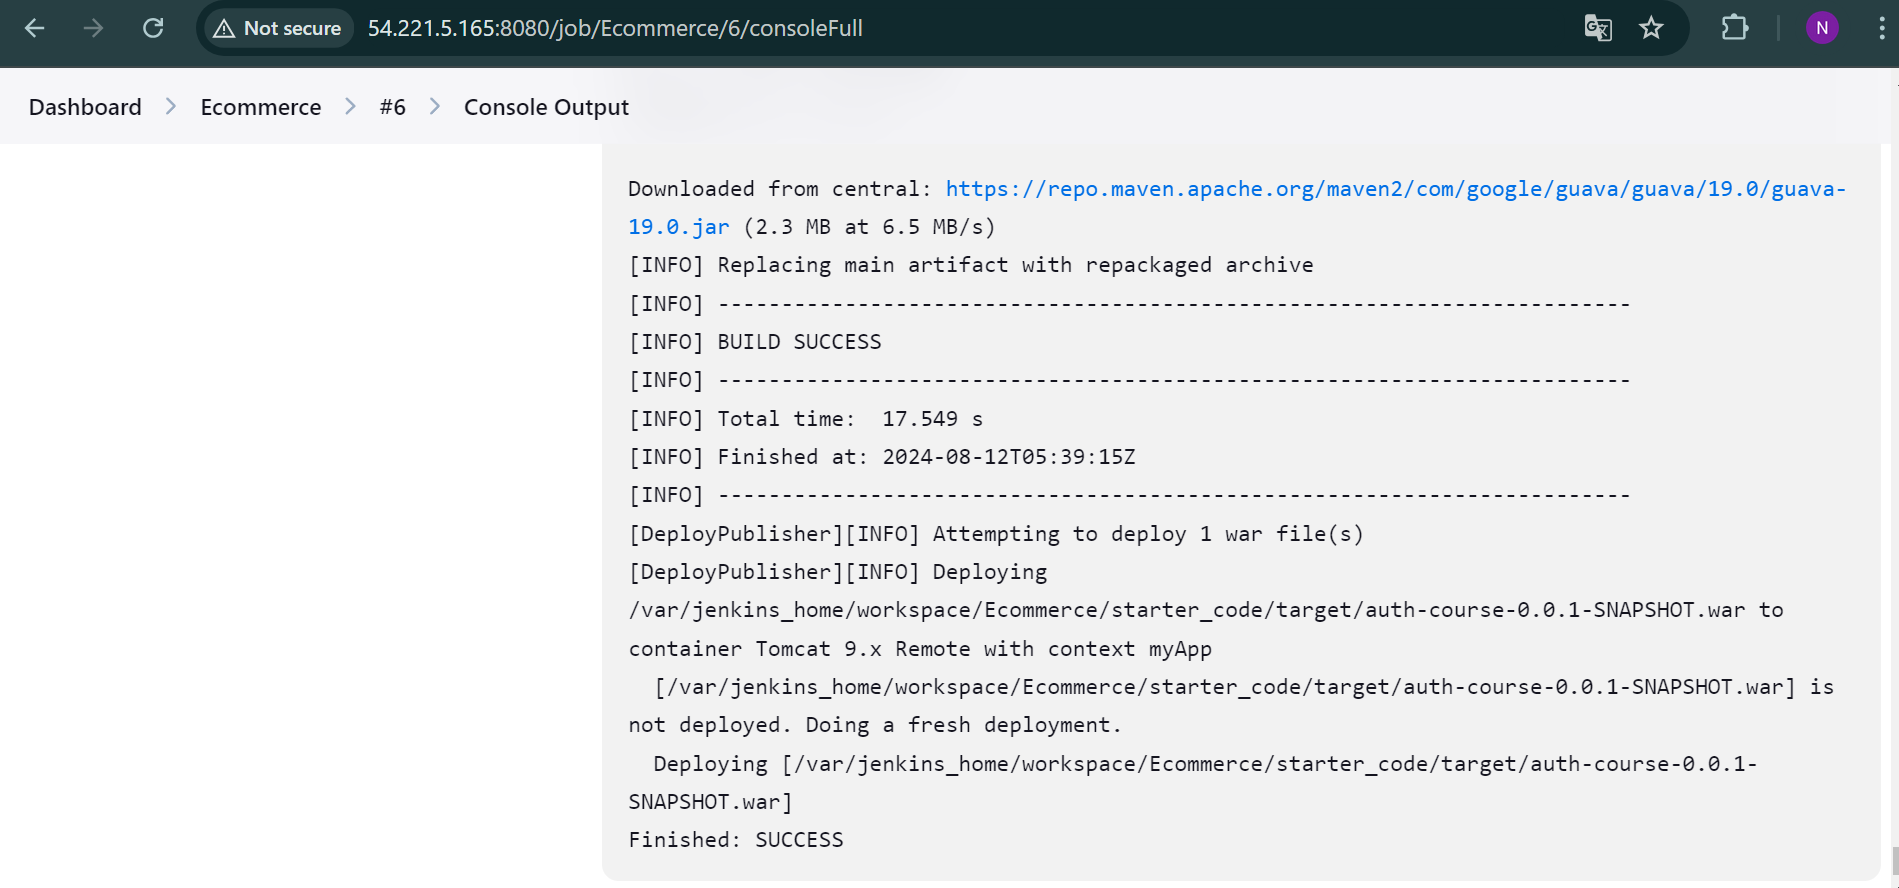 Not secure 54.221.5.165:8080/job/Ecommerce/6/consoleFull N
Dashboard Ecommerce #6 Console Output
Downloaded from central: https://repo.maven.apache.org/maven2/com/google/guava/guava/19.0/guava-
19.0.jar (2.3 MB at 6.5 MB/s)
[INFO] Replacing main artifact with repackaged archive
[INFO] ------------------------------------------------------------------------
[INFO] BUILD SUCCESS
[INFO] ------------------------------------------------------------------------
[INFO] Total time:  17.549 s
[INFO] Finished at: 2024-08-12T05:39:15Z
[INFO] ------------------------------------------------------------------------
[DeployPublisher][INFO] Attempting to deploy 1 war file(s)
[DeployPublisher][INFO] Deploying
/var/jenkins_home/workspace/Ecommerce/starter_code/target/auth-course-0.0.1-SNAPSHOT.war to
container Tomcat 9.x Remote with context myApp
  [/var/jenkins_home/workspace/Ecommerce/starter_code/target/auth-course-0.0.1-SNAPSHOT.war] is
not deployed. Doing a fresh deployment.
  Deploying [/var/jenkins_home/workspace/Ecommerce/starter_code/target/auth-course-0.0.1-
SNAPSHOT.war]
Finished: SUCCESS